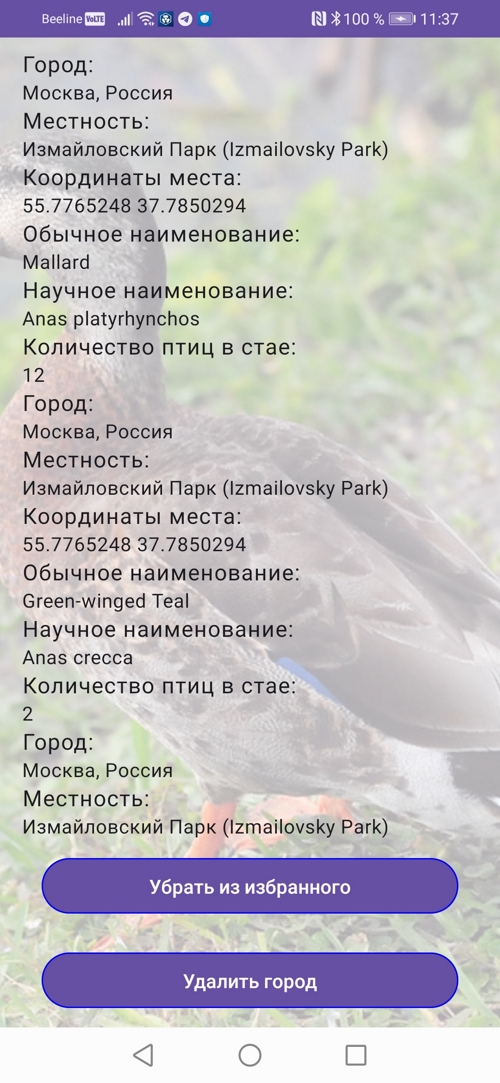 Beeline VoLTE 100 % 11:37
Город:
Москва, Россия
Местность:
Измайловский Парк (Izmailovsky Park)
Координаты места:
55.7765248 37.7850294
Обычное наименование:
Mallard
Научное наименование:
Anas platyrhynchos
Количество птиц в стае:
12
Город:
Москва, Россия
Местность:
Измайловский Парк (Izmailovsky Park)
Координаты места:
55.7765248 37.7850294
Обычное наименование:
Green-winged Teal
Научное наименование:
Anas crecca
Количество птиц в стае:
2
Город:
Москва, Россия
Местность:
Измайловский Парк (Izmailovsky Park)
Убрать из избранного
Удалить город